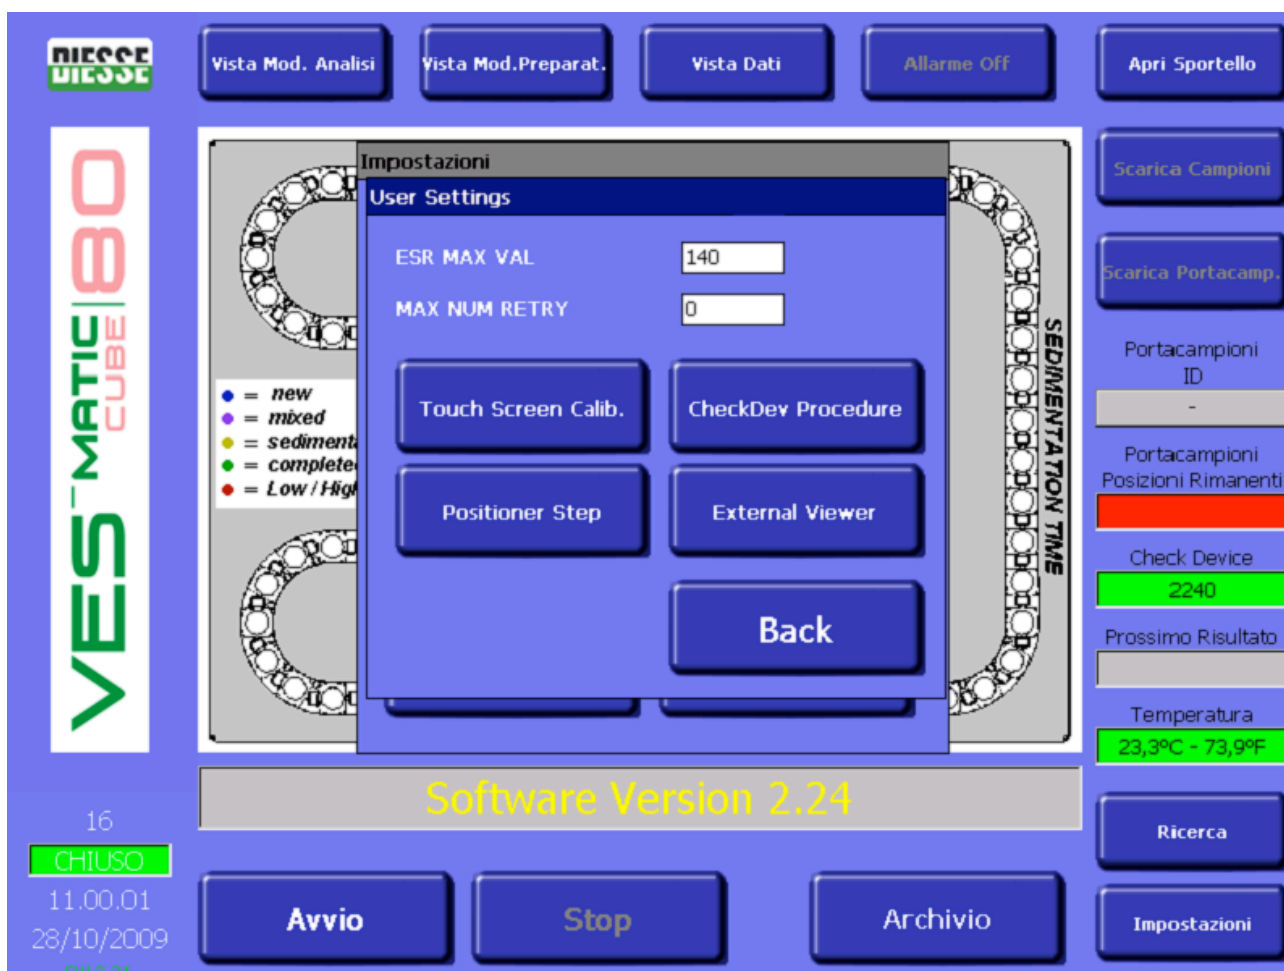 DIESSE
Vista Mod. Analisi
Vista Mod.Preparat.
Vista Dati
Allarme Off
Apri Sportello
VES-MATIC CUBE 80
Impostazioni
User Settings
ESR MAX VAL 140
MAX NUM RETRY 0
Touch Screen Calib.
CheckDev Procedure
Positioner Step
External Viewer
Back
= new
= mixed
= sedimenta
= complete
= Low / High
SEDIMENTATION TIME
Scarica Campioni
Scarica Portacamp.
Portacampioni
ID
-
Portacampioni
Posizioni Rimanenti
Check Device
2240
Prossimo Risultato
Temperatura
23,3ºC - 73,9ºF
Software Version 2.24
16
CHIUSO
11.00.01
28/10/2009
Avvio
Stop
Archivio
Ricerca
Impostazioni